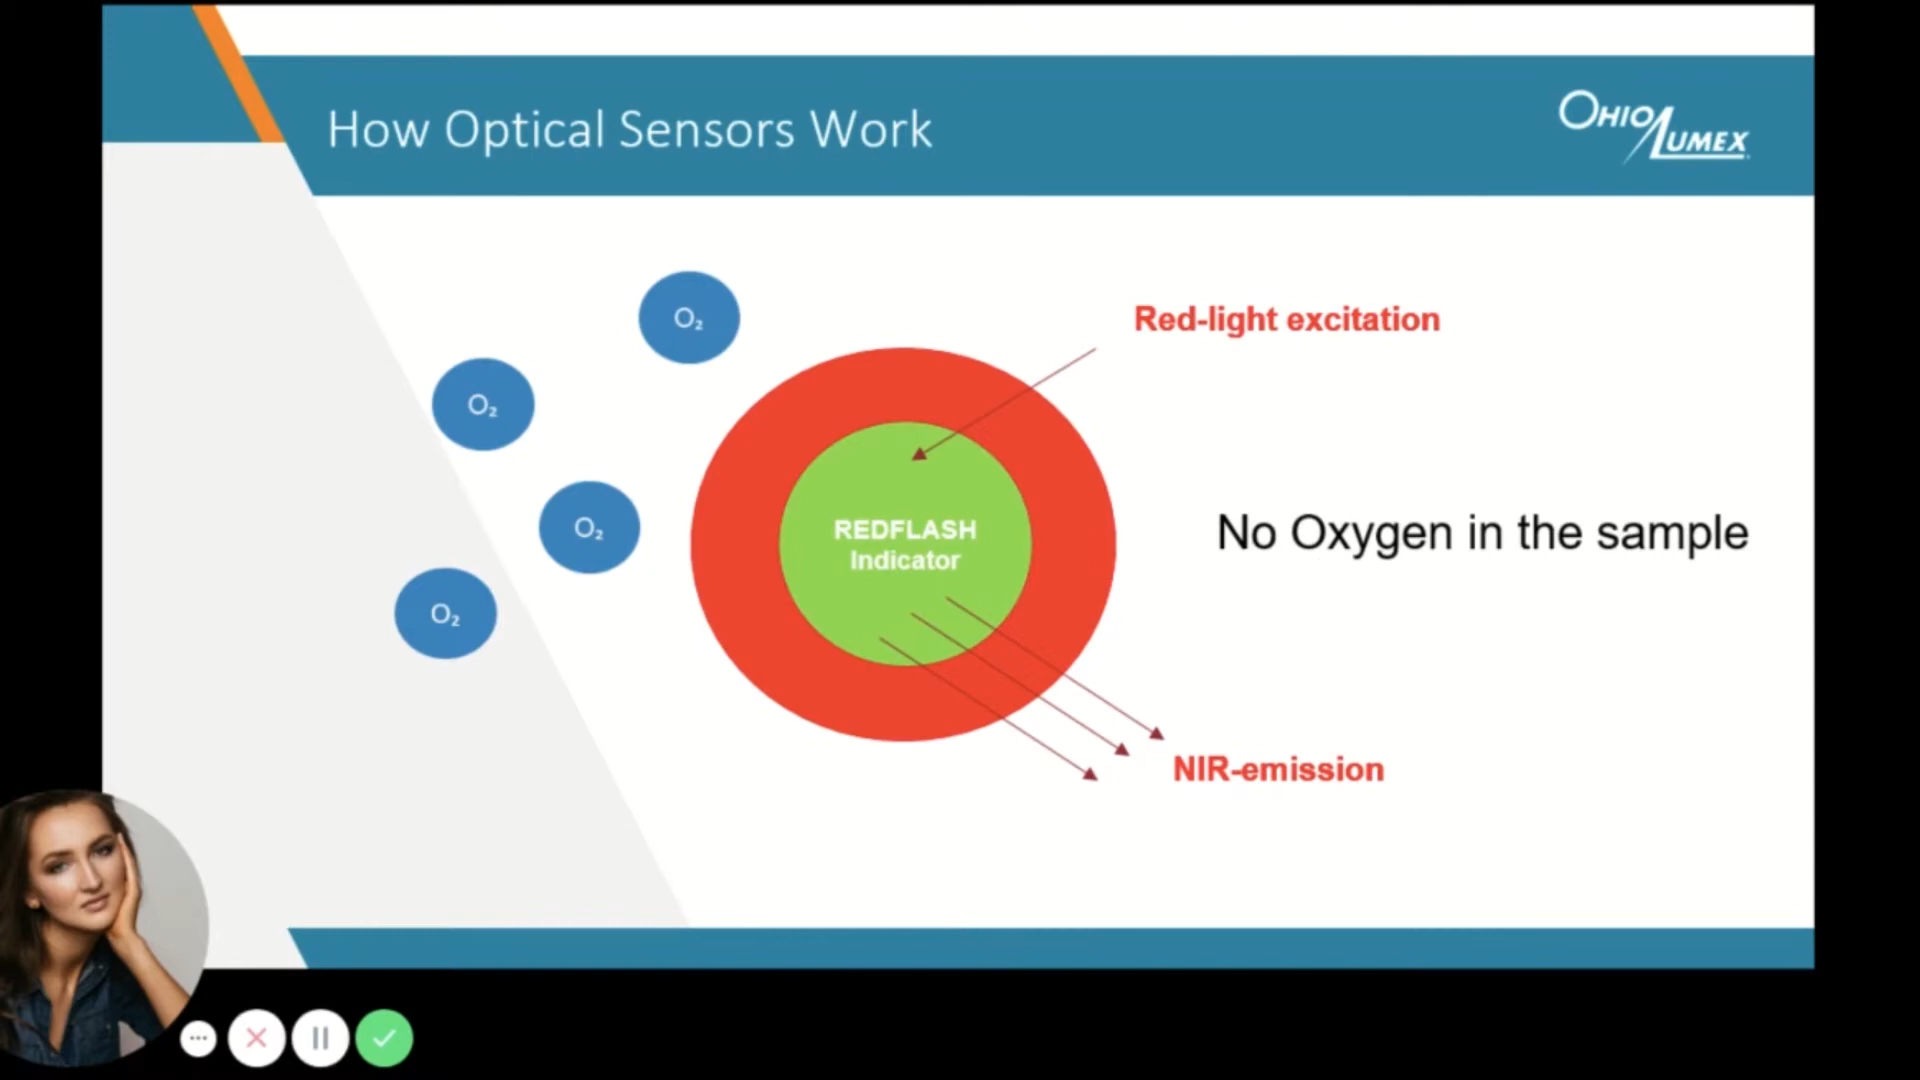 How Optical Sensors Work
OHIO LUMEX
O₂
Red-light excitation
O₂
O₂
REDFLASH
Indicator
No Oxygen in the sample
O₂
NIR-emission